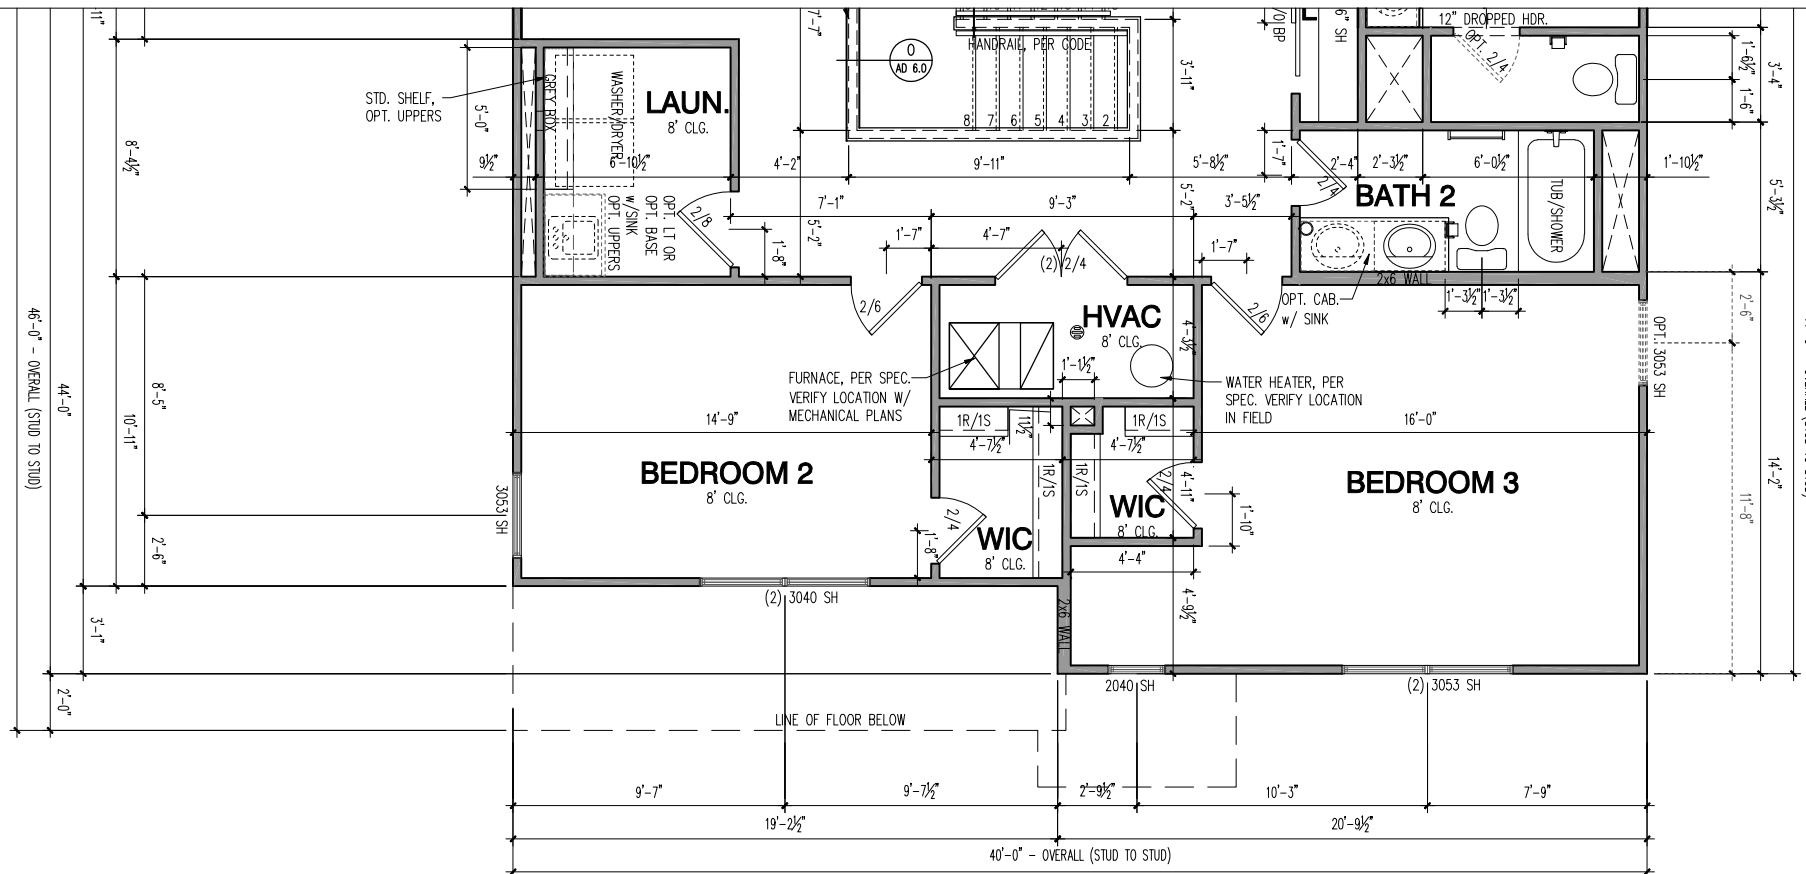 12" DROPPED HDR.
OPT. 2/4
6" SH
/O|BP
7'-7"
-11"
HANDRAIL, PER CODE
0
AD 6.0
3'-11"
1'-6½"
3'-4"
1'-6"
STD. SHELF,
OPT. UPPERS
GREY BOX
WASHER/DRYER
LAUN.
8' CLG.
8 7 6 5 4 3 2
5'-0"
8'-4½"
9½"
6'-10½"
4'-2"
9'-11"
5'-8½"
1'-7"
2'-4"
2'-3½"
6'-0½"
1'-10½"
2/4
BATH 2
TUB/SHOWER
5'-3½"
OPT. LT OR
OPT. BASE
w/SINK
OPT. UPPERS
2/8
7'-1"
9'-3"
5'-2"
3'-5½"
5'-2"
1'-8"
1'-7"
4'-7"
1'-7"
(2) 2/4
2x6 WALL
OPT. CAB.
w/ SINK
1'-3½"
1'-3½"
2'-6"
2/6
2/6
HVAC
8' CLG.
4'-3½"
1'-1½"
OPT. 3053 SH
FURNACE, PER SPEC.
VERIFY LOCATION W/
MECHANICAL PLANS
WATER HEATER, PER
SPEC. VERIFY LOCATION
IN FIELD
46'-0" - OVERALL (STUD TO STUD)
44'-0"
10'-11"
8'-5"
14'-9"
1R/1S
11½"
1R/1S
16'-0"
4'-7½"
4'-7½"
BEDROOM 2
8' CLG.
1R/1S
1R/1S
2/4
4'-11"
BEDROOM 3
8' CLG.
14'-2"
11'-8"
3053 SH
2/4
WIC
8' CLG.
1'-10"
WIC
8' CLG.
1'-8"
2'-6"
4'-4"
4'-9½"
(2) 3040 SH
2x6 WALL
3'-1"
2'-0"
2040 SH
(2) 3053 SH
LINE OF FLOOR BELOW
9'-7"
9'-7½"
2'-9½"
10'-3"
7'-9"
19'-2½"
20'-9½"
40'-0" - OVERALL (STUD TO STUD)